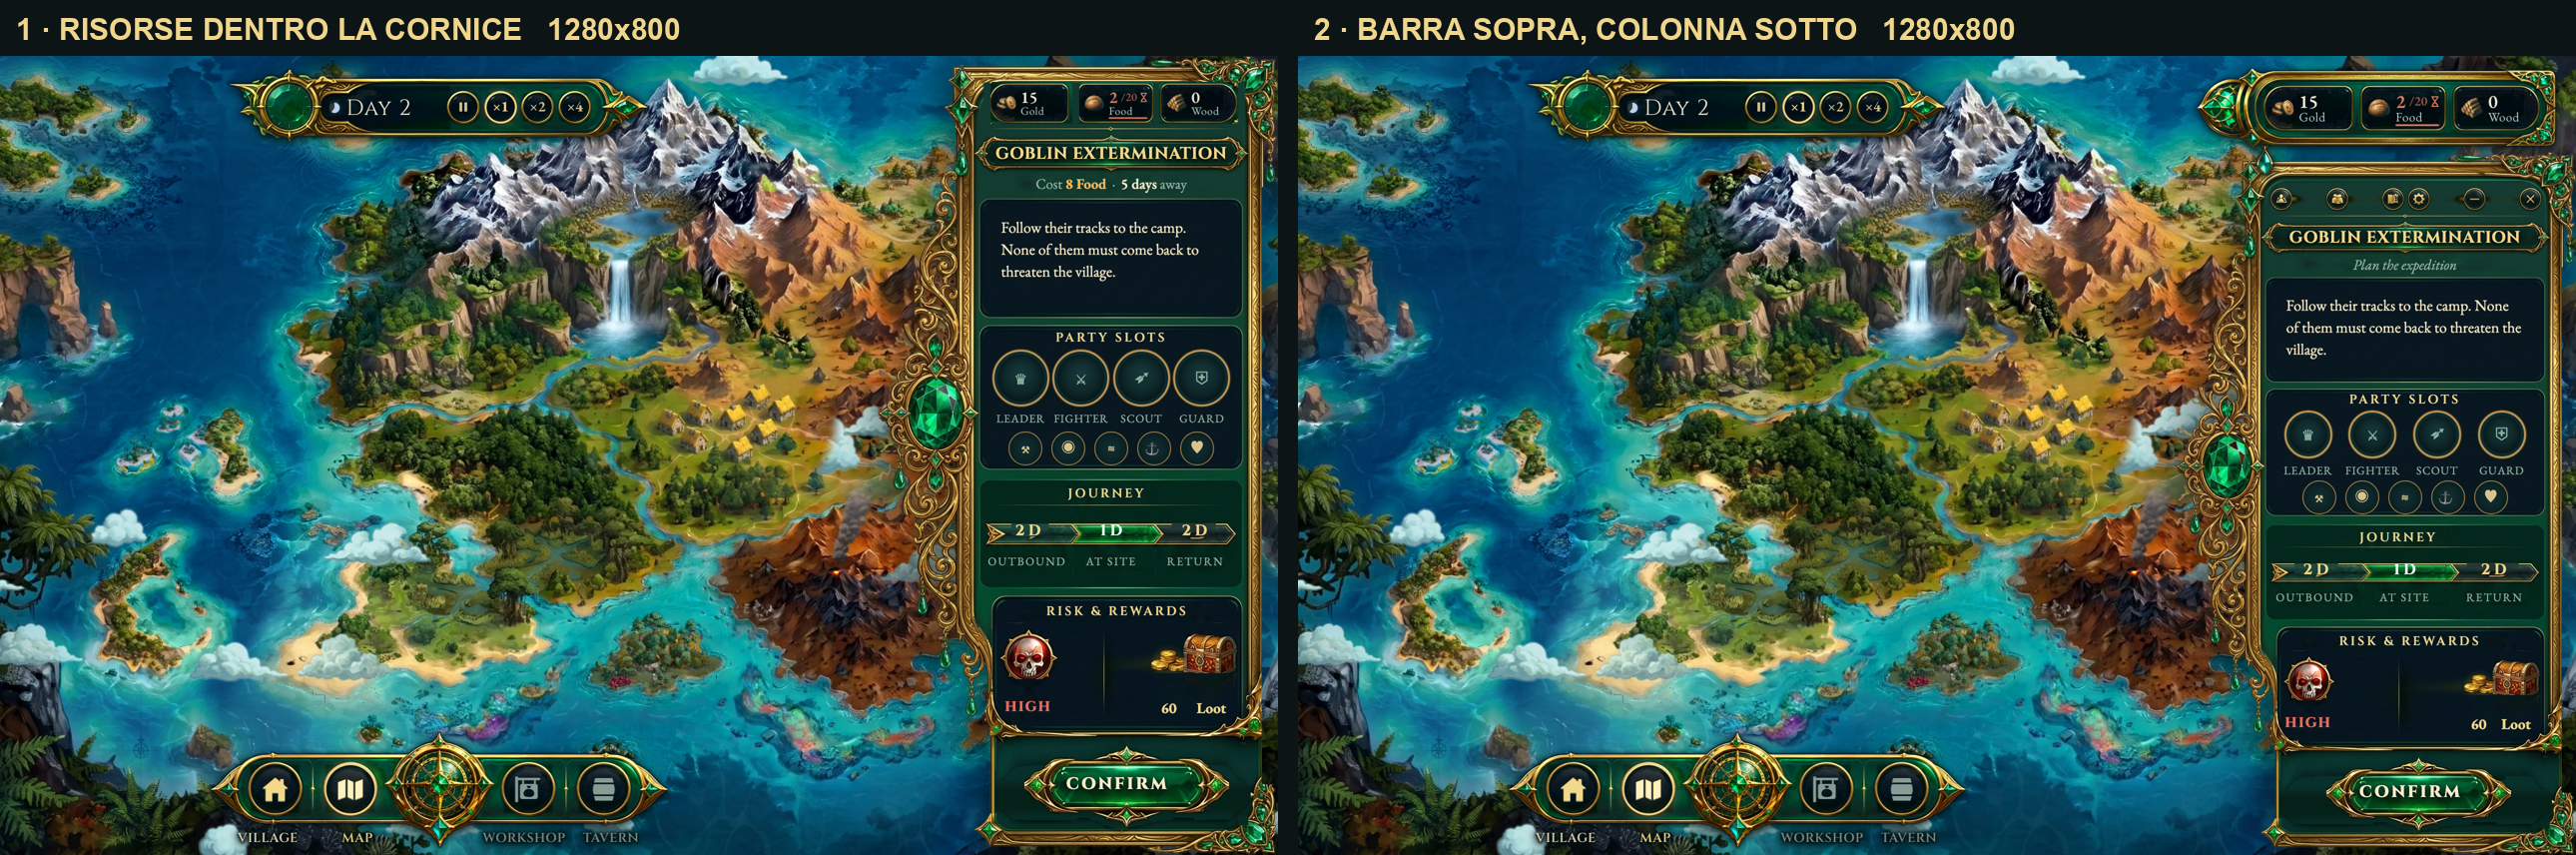 1 · RISORSE DENTRO LA CORNICE 1280x800
DAY 2
×1 ×2 ×4
15 Gold
2 /20 Food
0 Wood
GOBLIN EXTERMINATION
Cost 8 Food · 5 days away
Follow their tracks to the camp.
None of them must come back to
threaten the village.
PARTY SLOTS
LEADER FIGHTER SCOUT GUARD
JOURNEY
2D 1D 2D
OUTBOUND AT SITE RETURN
RISK & REWARDS
HIGH
60 Loot
CONFIRM
VILLAGE MAP WORKSHOP TAVERN
2 · BARRA SOPRA, COLONNA SOTTO 1280x800
DAY 2
×1 ×2 ×4
15 Gold
2 /20 Food
0 Wood
GOBLIN EXTERMINATION
Plan the expedition
Follow their tracks to the camp. None
of them must come back to threaten the
village.
PARTY SLOTS
LEADER FIGHTER SCOUT GUARD
JOURNEY
2D 1D 2D
OUTBOUND AT SITE RETURN
RISK & REWARDS
HIGH
60 Loot
CONFIRM
VILLAGE MAP WORKSHOP TAVERN